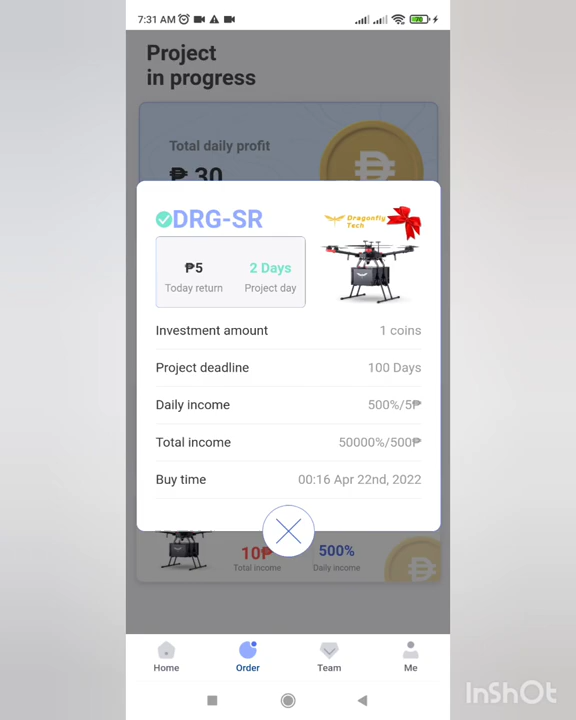 7:31 AM
70
Project
in progress
Total daily profit
₱ 30
DRG-SR
Dragonfly
Tech
₱5
2 Days
Today return
Project day
Investment amount
1 coins
Project deadline
100 Days
Daily income
500%/5₱
Total income
50000%/500₱
Buy time
00:16 Apr 22nd, 2022
10₱
500%
Total income
Daily income
Home
Order
Team
Me
InShOt